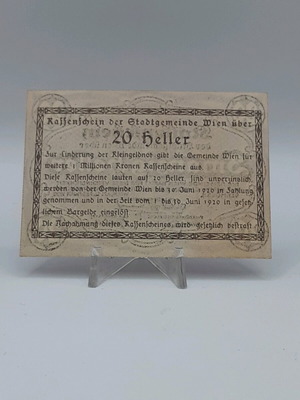 Kassenschein der Stadtgemeinde Wien über
20 Heller
Zur Linderung der Kleingeldnot gibt die Gemeinde Wien für
weitere 1 Millionen Kronen Kassenscheine aus
Diese Kassenscheine lauten auf 20 Heller sind unverzinslich
werden von der Gemeinde Wien bis 30 Juni 1920 in Zahlung
genommen und in der Zeit vom 1 bis 30 Juni 1920 in gesetz-
lichem Bargelde eingelöst
Die Nachahmung dieses Kassenscheines wird gesetzlich bestraft